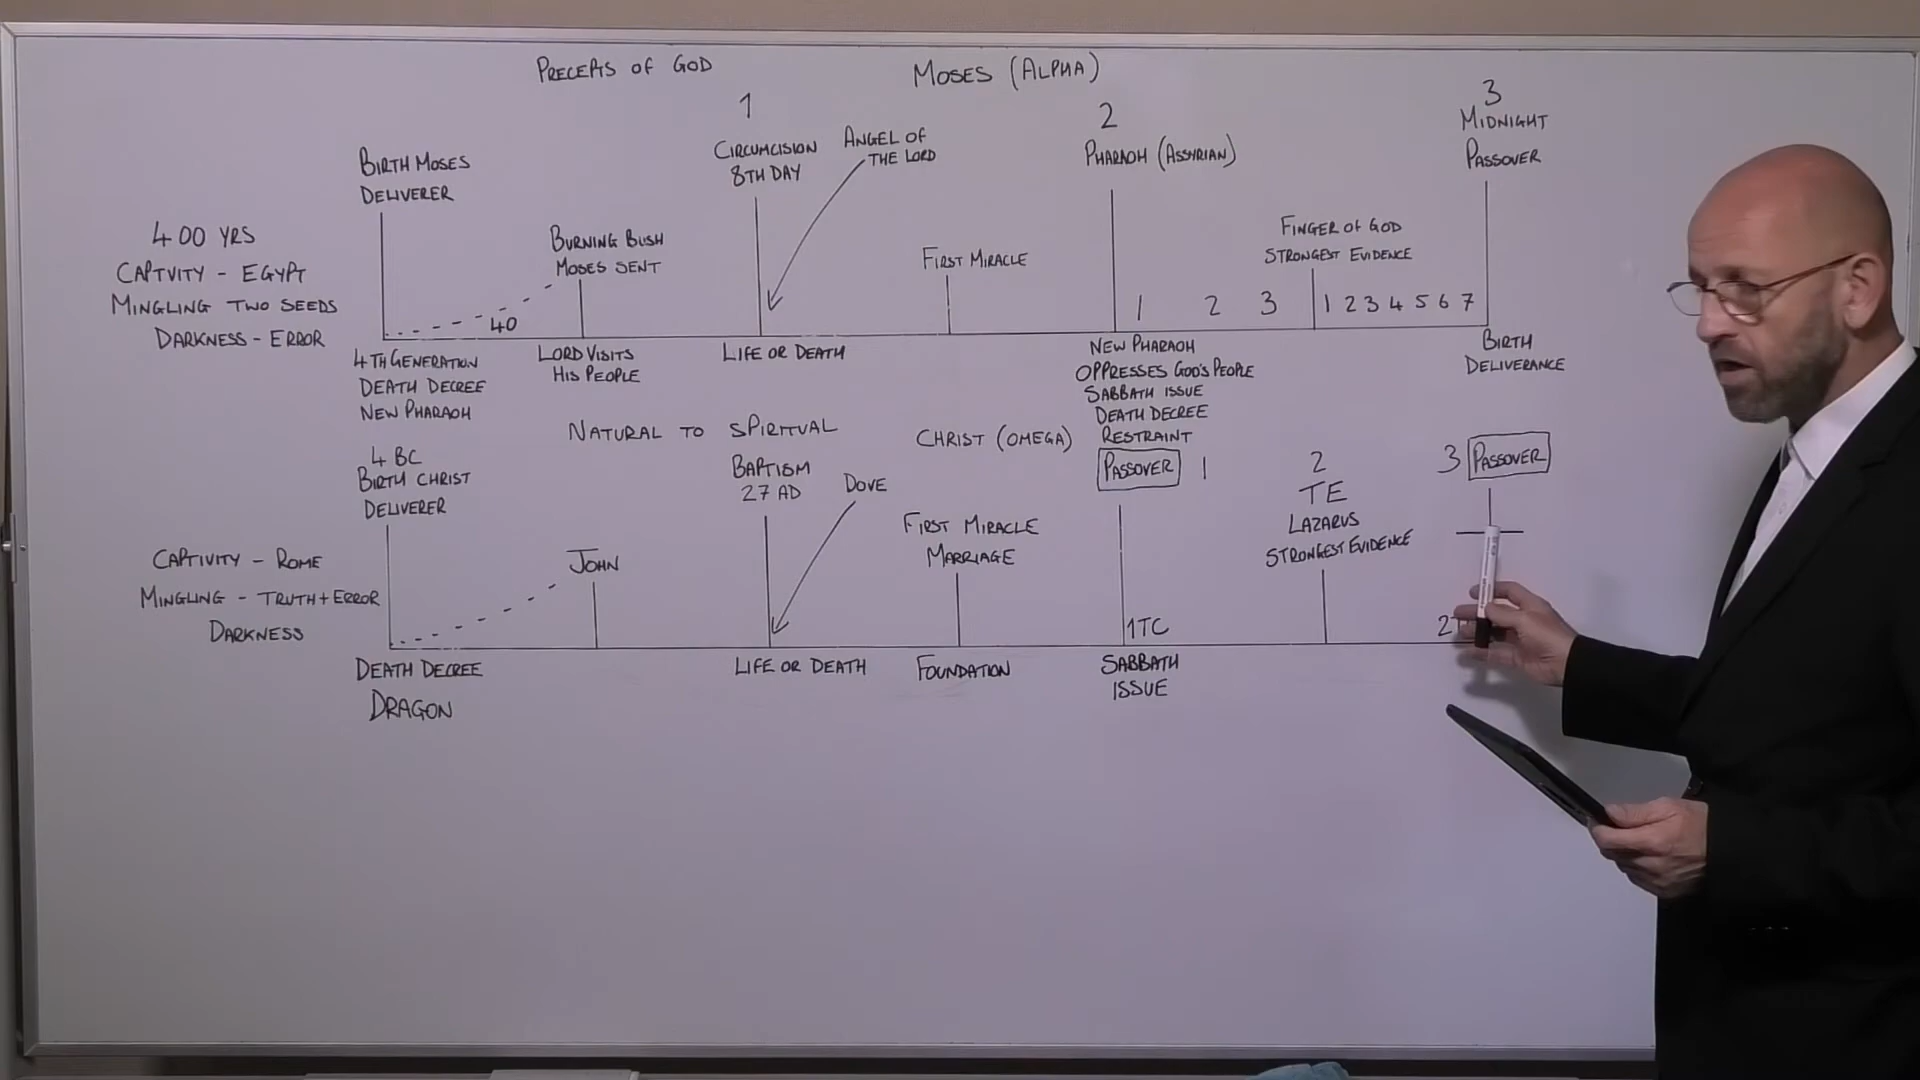 PRECEPTS OF GOD
MOSES (ALPHA)
1
2
3
MIDNIGHT
PASSOVER
CIRCUMCISION
8TH DAY
ANGEL OF
THE LORD
PHARAOH (ASSYRIAN)
BIRTH MOSES
DELIVERER
400 YRS
CAPTVITY - EGYPT
MINGLING TWO SEEDS
DARKNESS - ERROR
BURNING BUSH
MOSES SENT
FIRST MIRACLE
FINGER OF GOD
STRONGEST EVIDENCE
40
1 2 3 1 2 3 4 5 6 7
4TH GENERATION
DEATH DECREE
NEW PHARAOH
LORD VISITS
HIS PEOPLE
LIFE OR DEATH
NEW PHARAOH
OPPRESSES GOD'S PEOPLE
SABBATH ISSUE
DEATH DECREE
RESTRAINT
BIRTH
DELIVERANCE
NATURAL TO SPIRITUAL
CHRIST (OMEGA)
4 BC
BIRTH CHRIST
DELIVERER
BAPTISM
27 AD
DOVE
PASSOVER 1
2
TE
LAZARUS
STRONGEST EVIDENCE
3 PASSOVER
CAPTIVITY - ROME
MINGLING - TRUTH + ERROR
DARKNESS
JOHN
FIRST MIRACLE
MARRIAGE
1TC
DEATH DECREE
DRAGON
LIFE OR DEATH
FOUNDATION
SABBATH
ISSUE